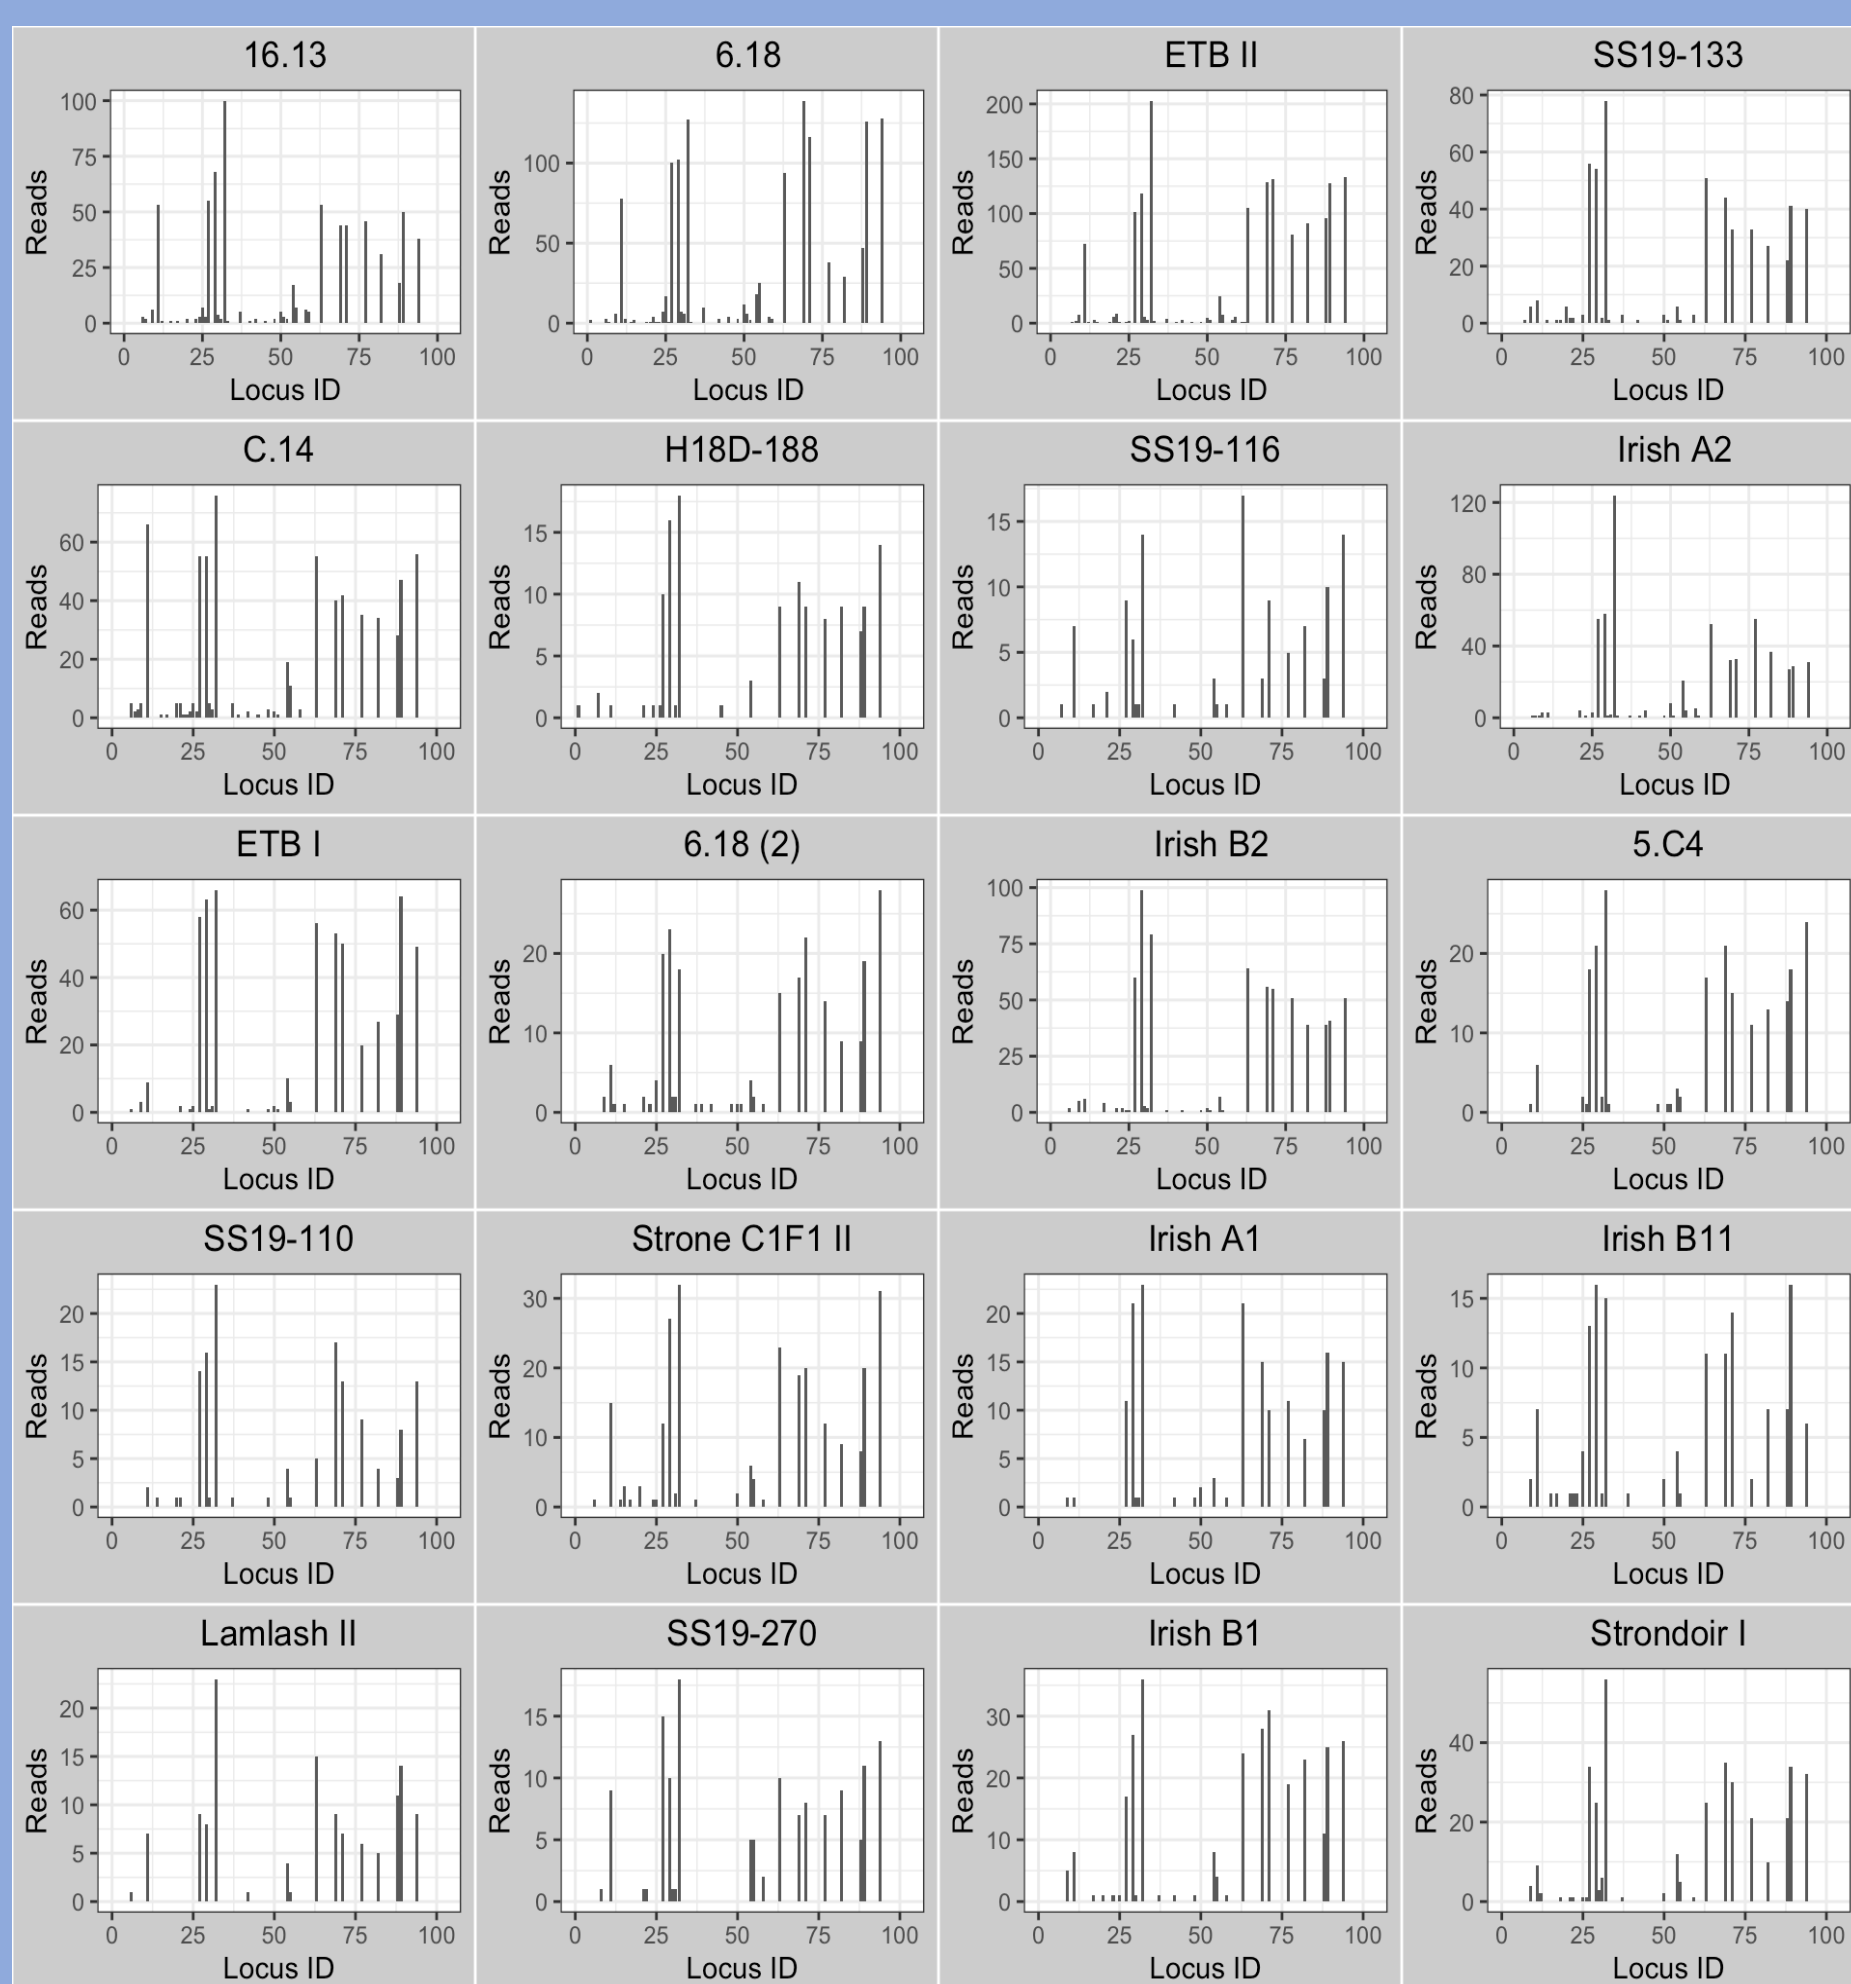 16.13
6.18
ETB II
SS19-133
Reads
100
75
50
25
0
0 25 50 75 100
Locus ID
Reads
100
50
0
0 25 50 75 100
Locus ID
Reads
200
150
100
50
0
0 25 50 75 100
Locus ID
Reads
80
60
40
20
0
0 25 50 75 100
Locus ID
C.14
H18D-188
SS19-116
Irish A2
Reads
60
40
20
0
0 25 50 75 100
Locus ID
Reads
15
10
5
0
0 25 50 75 100
Locus ID
Reads
15
10
5
0
0 25 50 75 100
Locus ID
Reads
120
80
40
0
0 25 50 75 100
Locus ID
ETB I
6.18 (2)
Irish B2
5.C4
Reads
60
40
20
0
0 25 50 75 100
Locus ID
Reads
20
10
0
0 25 50 75 100
Locus ID
Reads
100
75
50
25
0
0 25 50 75 100
Locus ID
Reads
20
10
0
0 25 50 75 100
Locus ID
SS19-110
Strone C1F1 II
Irish A1
Irish B11
Reads
20
15
10
5
0
0 25 50 75 100
Locus ID
Reads
30
20
10
0
0 25 50 75 100
Locus ID
Reads
20
15
10
5
0
0 25 50 75 100
Locus ID
Reads
15
10
5
0
0 25 50 75 100
Locus ID
Lamlash II
SS19-270
Irish B1
Strondoir I
Reads
20
15
10
5
0
0 25 50 75 100
Locus ID
Reads
15
10
5
0
0 25 50 75 100
Locus ID
Reads
30
20
10
0
0 25 50 75 100
Locus ID
Reads
40
20
0
0 25 50 75 100
Locus ID